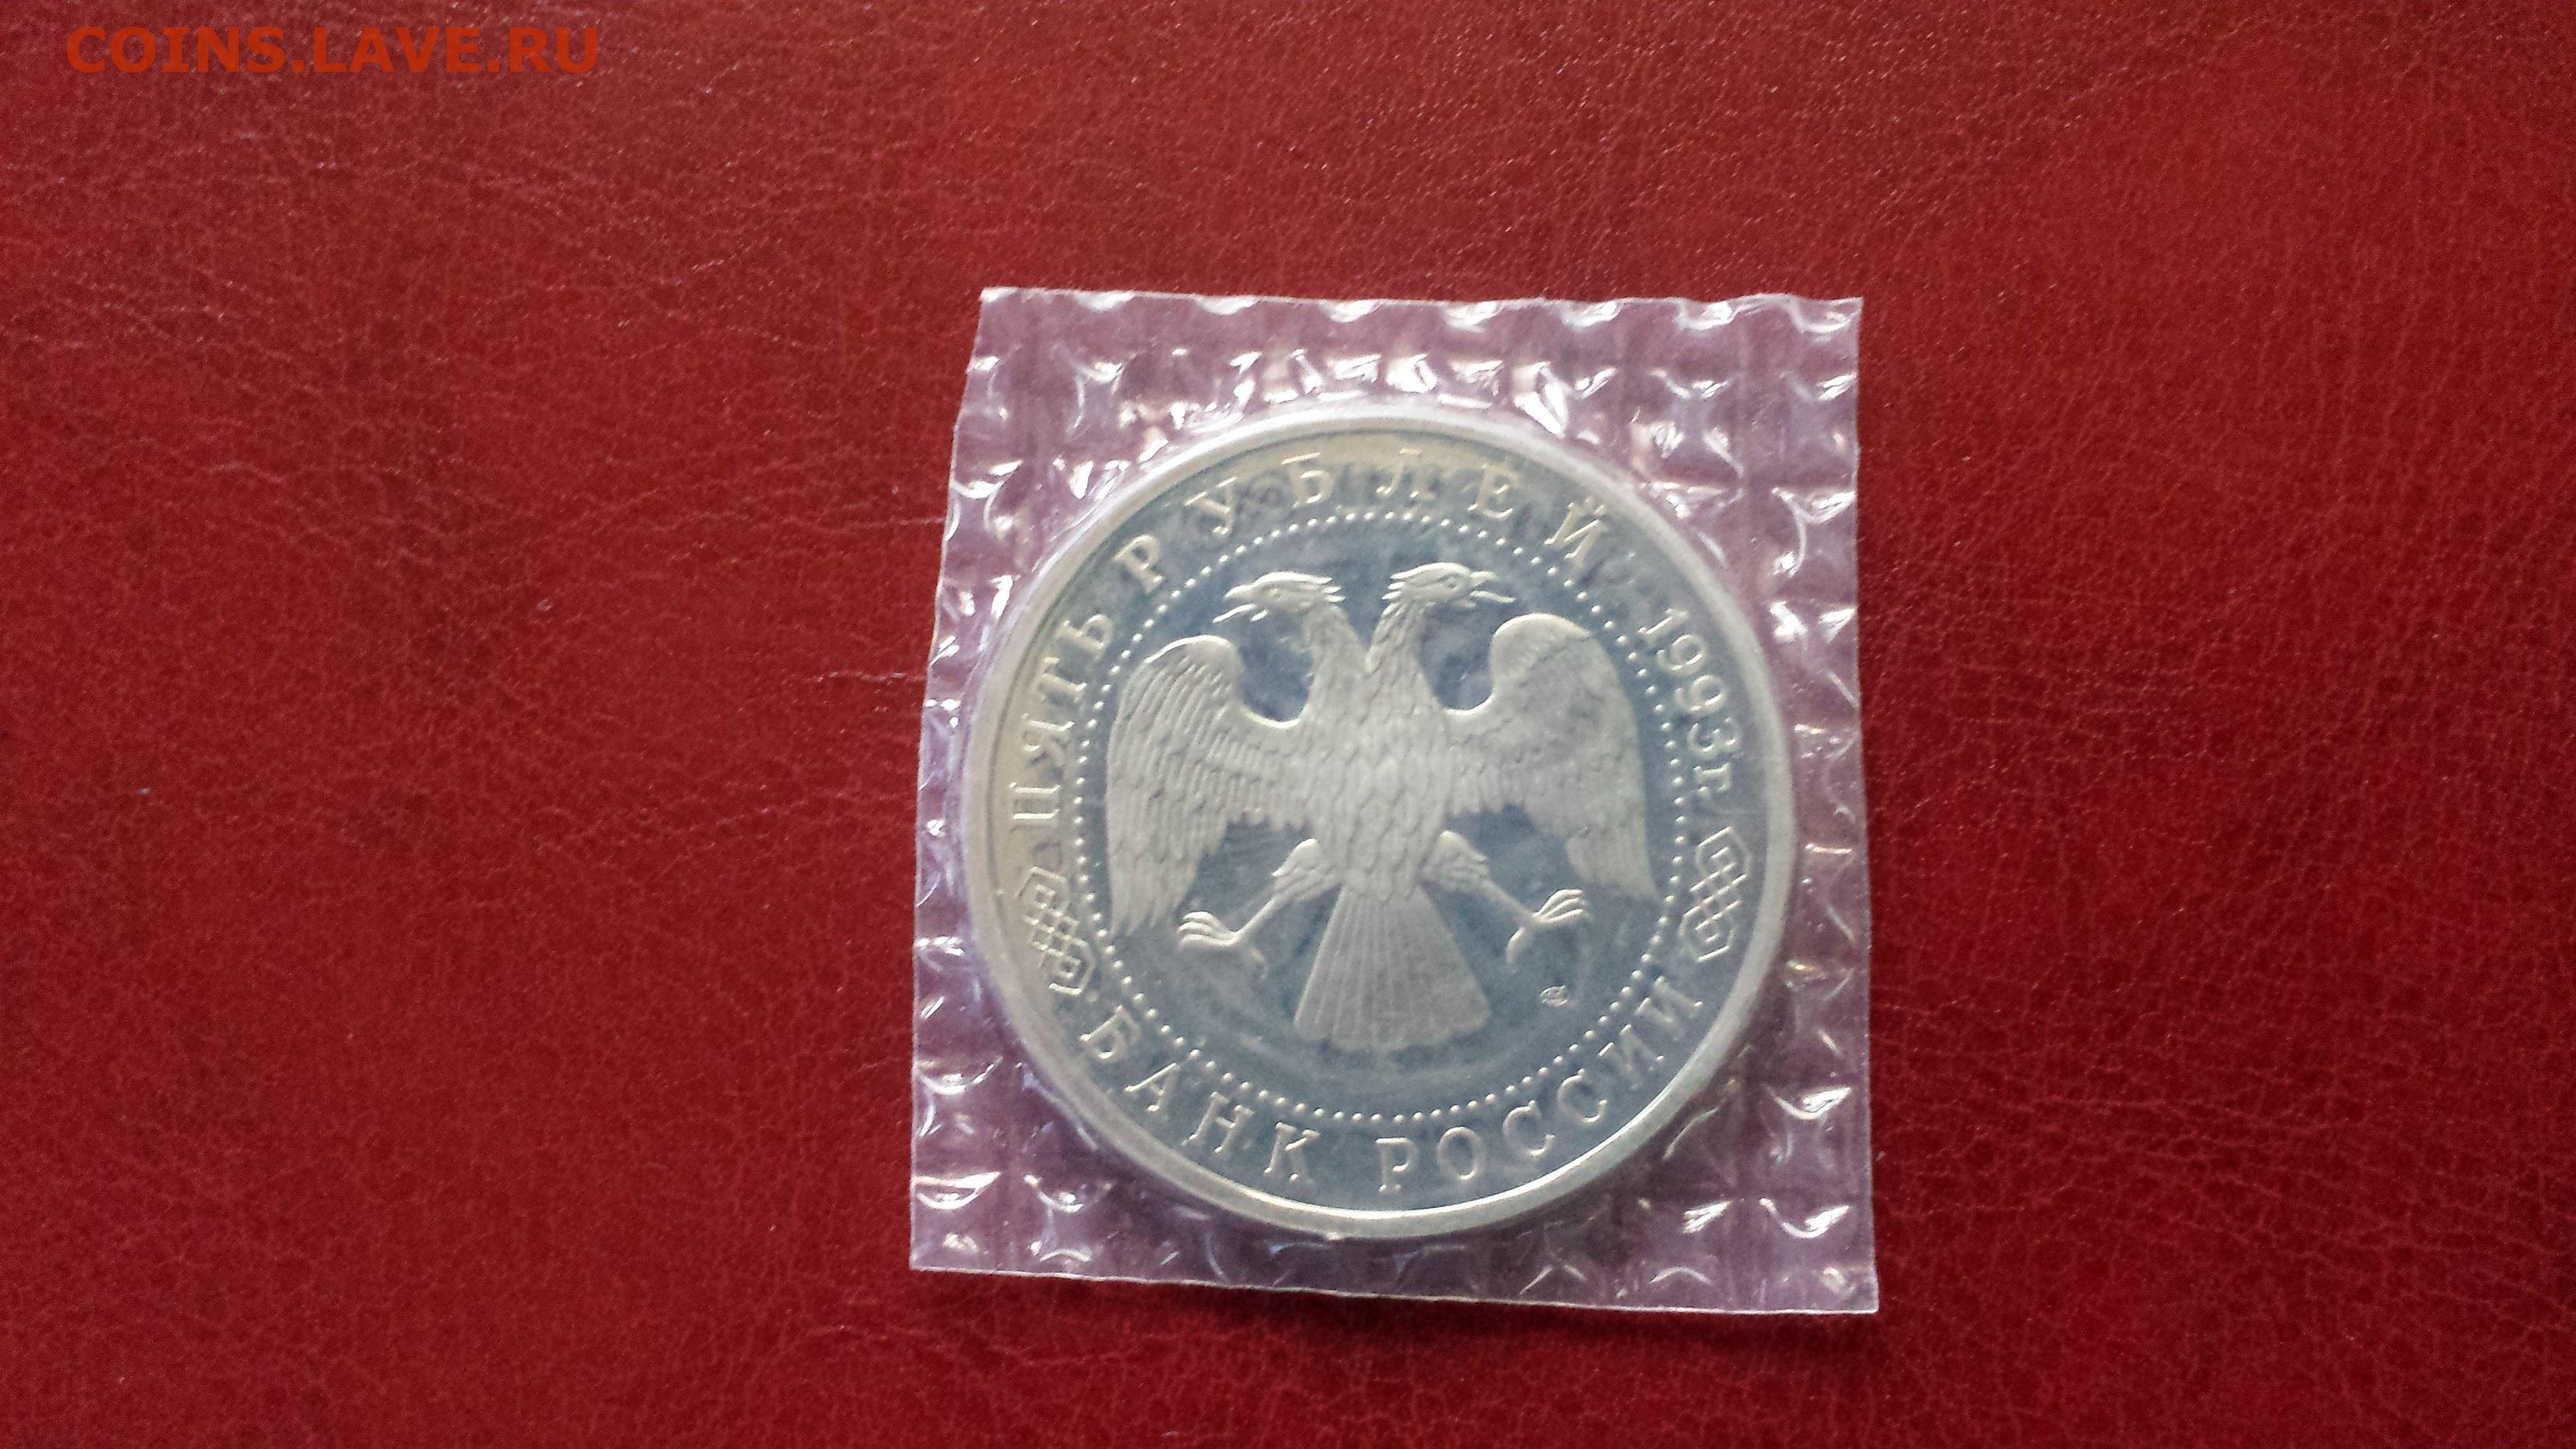 COINS.LAVE.RU
ПЯТЬ РУБЛЕЙ 1993г.
БАНК РОССИИ